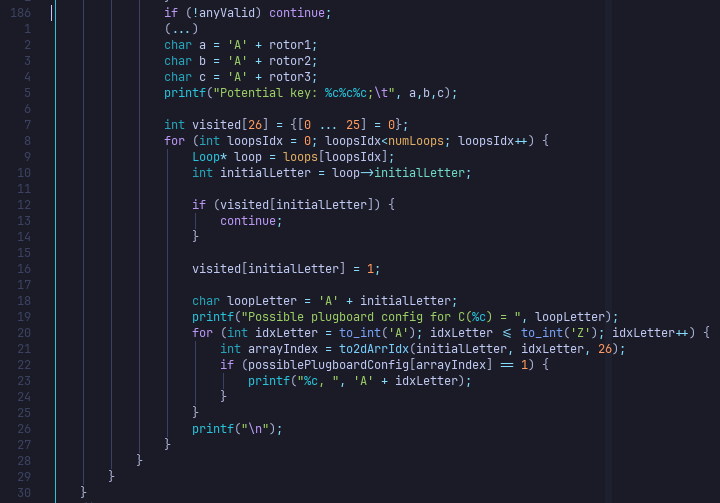 }
186 if (!anyValid) continue;
1 (...)
2 char a = 'A' + rotor1;
3 char b = 'A' + rotor2;
4 char c = 'A' + rotor3;
5 printf("Potential key: %c%c%c;\t", a,b,c);
6
7 int visited[26] = {[0 ... 25] = 0};
8 for (int loopsIdx = 0; loopsIdx<numLoops; loopsIdx++) {
9 Loop* loop = loops[loopsIdx];
10 int initialLetter = loop->initialLetter;
11
12 if (visited[initialLetter]) {
13 continue;
14 }
15
16 visited[initialLetter] = 1;
17
18 char loopLetter = 'A' + initialLetter;
19 printf("Possible plugboard config for C(%c) = ", loopLetter);
20 for (int idxLetter = to_int('A'); idxLetter <= to_int('Z'); idxLetter++) {
21 int arrayIndex = to2dArrIdx(initialLetter, idxLetter, 26);
22 if (possiblePlugboardConfig[arrayIndex] == 1) {
23 printf("%c, ", 'A' + idxLetter);
24 }
25 }
26 printf("\n");
27 }
28 }
29 }
30 }